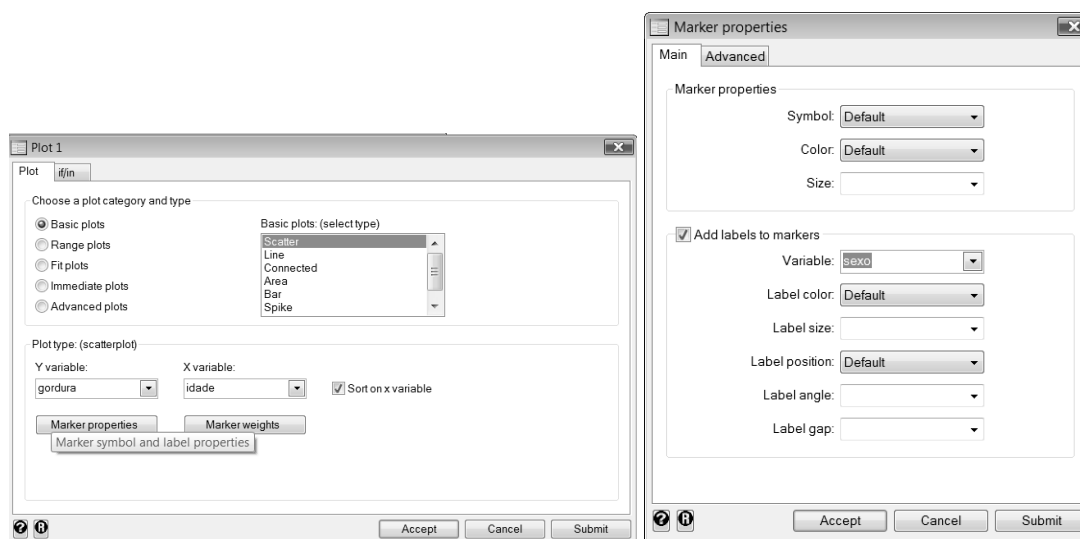 Plot 1
Plot if/in
Choose a plot category and type
Basic plots
Range plots
Fit plots
Immediate plots
Advanced plots
Basic plots: (select type)
Scatter
Line
Connected
Area
Bar
Spike
Plot type: (scatterplot)
Y variable: X variable:
gordura idade Sort on x variable
Marker properties Marker weights
Marker symbol and label properties
? R Accept Cancel Submit
Marker properties
Main Advanced
Marker properties
Symbol: Default
Color: Default
Size:
Add labels to markers
Variable: sexo
Label color: Default
Label size:
Label position: Default
Label angle:
Label gap:
? R Accept Cancel Submit